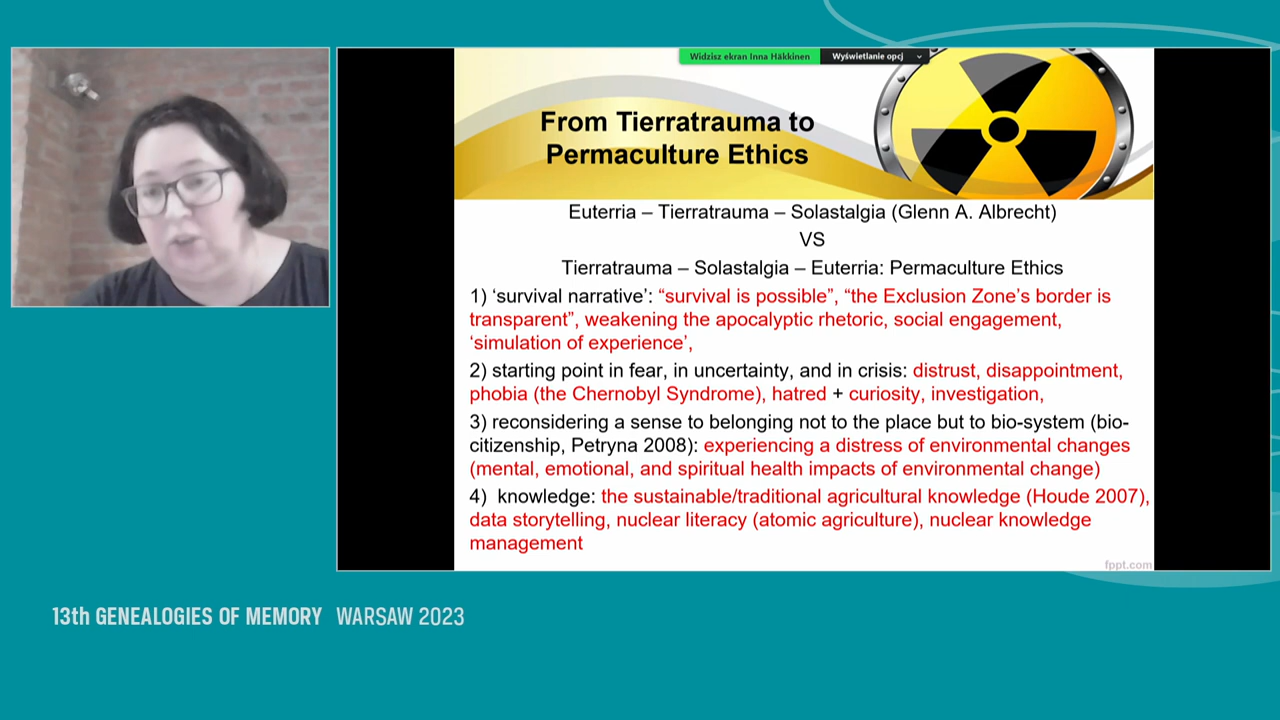 Widzisz ekran Inna Häkkinen
Wyświetlanie opcj
From Tierratrauma to
Permaculture Ethics
Euterria – Tierratrauma – Solastalgia (Glenn A. Albrecht)
VS
Tierratrauma – Solastalgia – Euterria: Permaculture Ethics
1) ‘survival narrative’: “survival is possible”, “the Exclusion Zone’s border is
transparent”, weakening the apocalyptic rhetoric, social engagement,
‘simulation of experience’,
2) starting point in fear, in uncertainty, and in crisis: distrust, disappointment,
phobia (the Chernobyl Syndrome), hatred + curiosity, investigation,
3) reconsidering a sense to belonging not to the place but to bio-system (bio-
citizenship, Petryna 2008): experiencing a distress of environmental changes
(mental, emotional, and spiritual health impacts of environmental change)
4) knowledge: the sustainable/traditional agricultural knowledge (Houde 2007),
data storytelling, nuclear literacy (atomic agriculture), nuclear knowledge
management
fppt.com
13th GENEALOGIES OF MEMORY WARSAW 2023